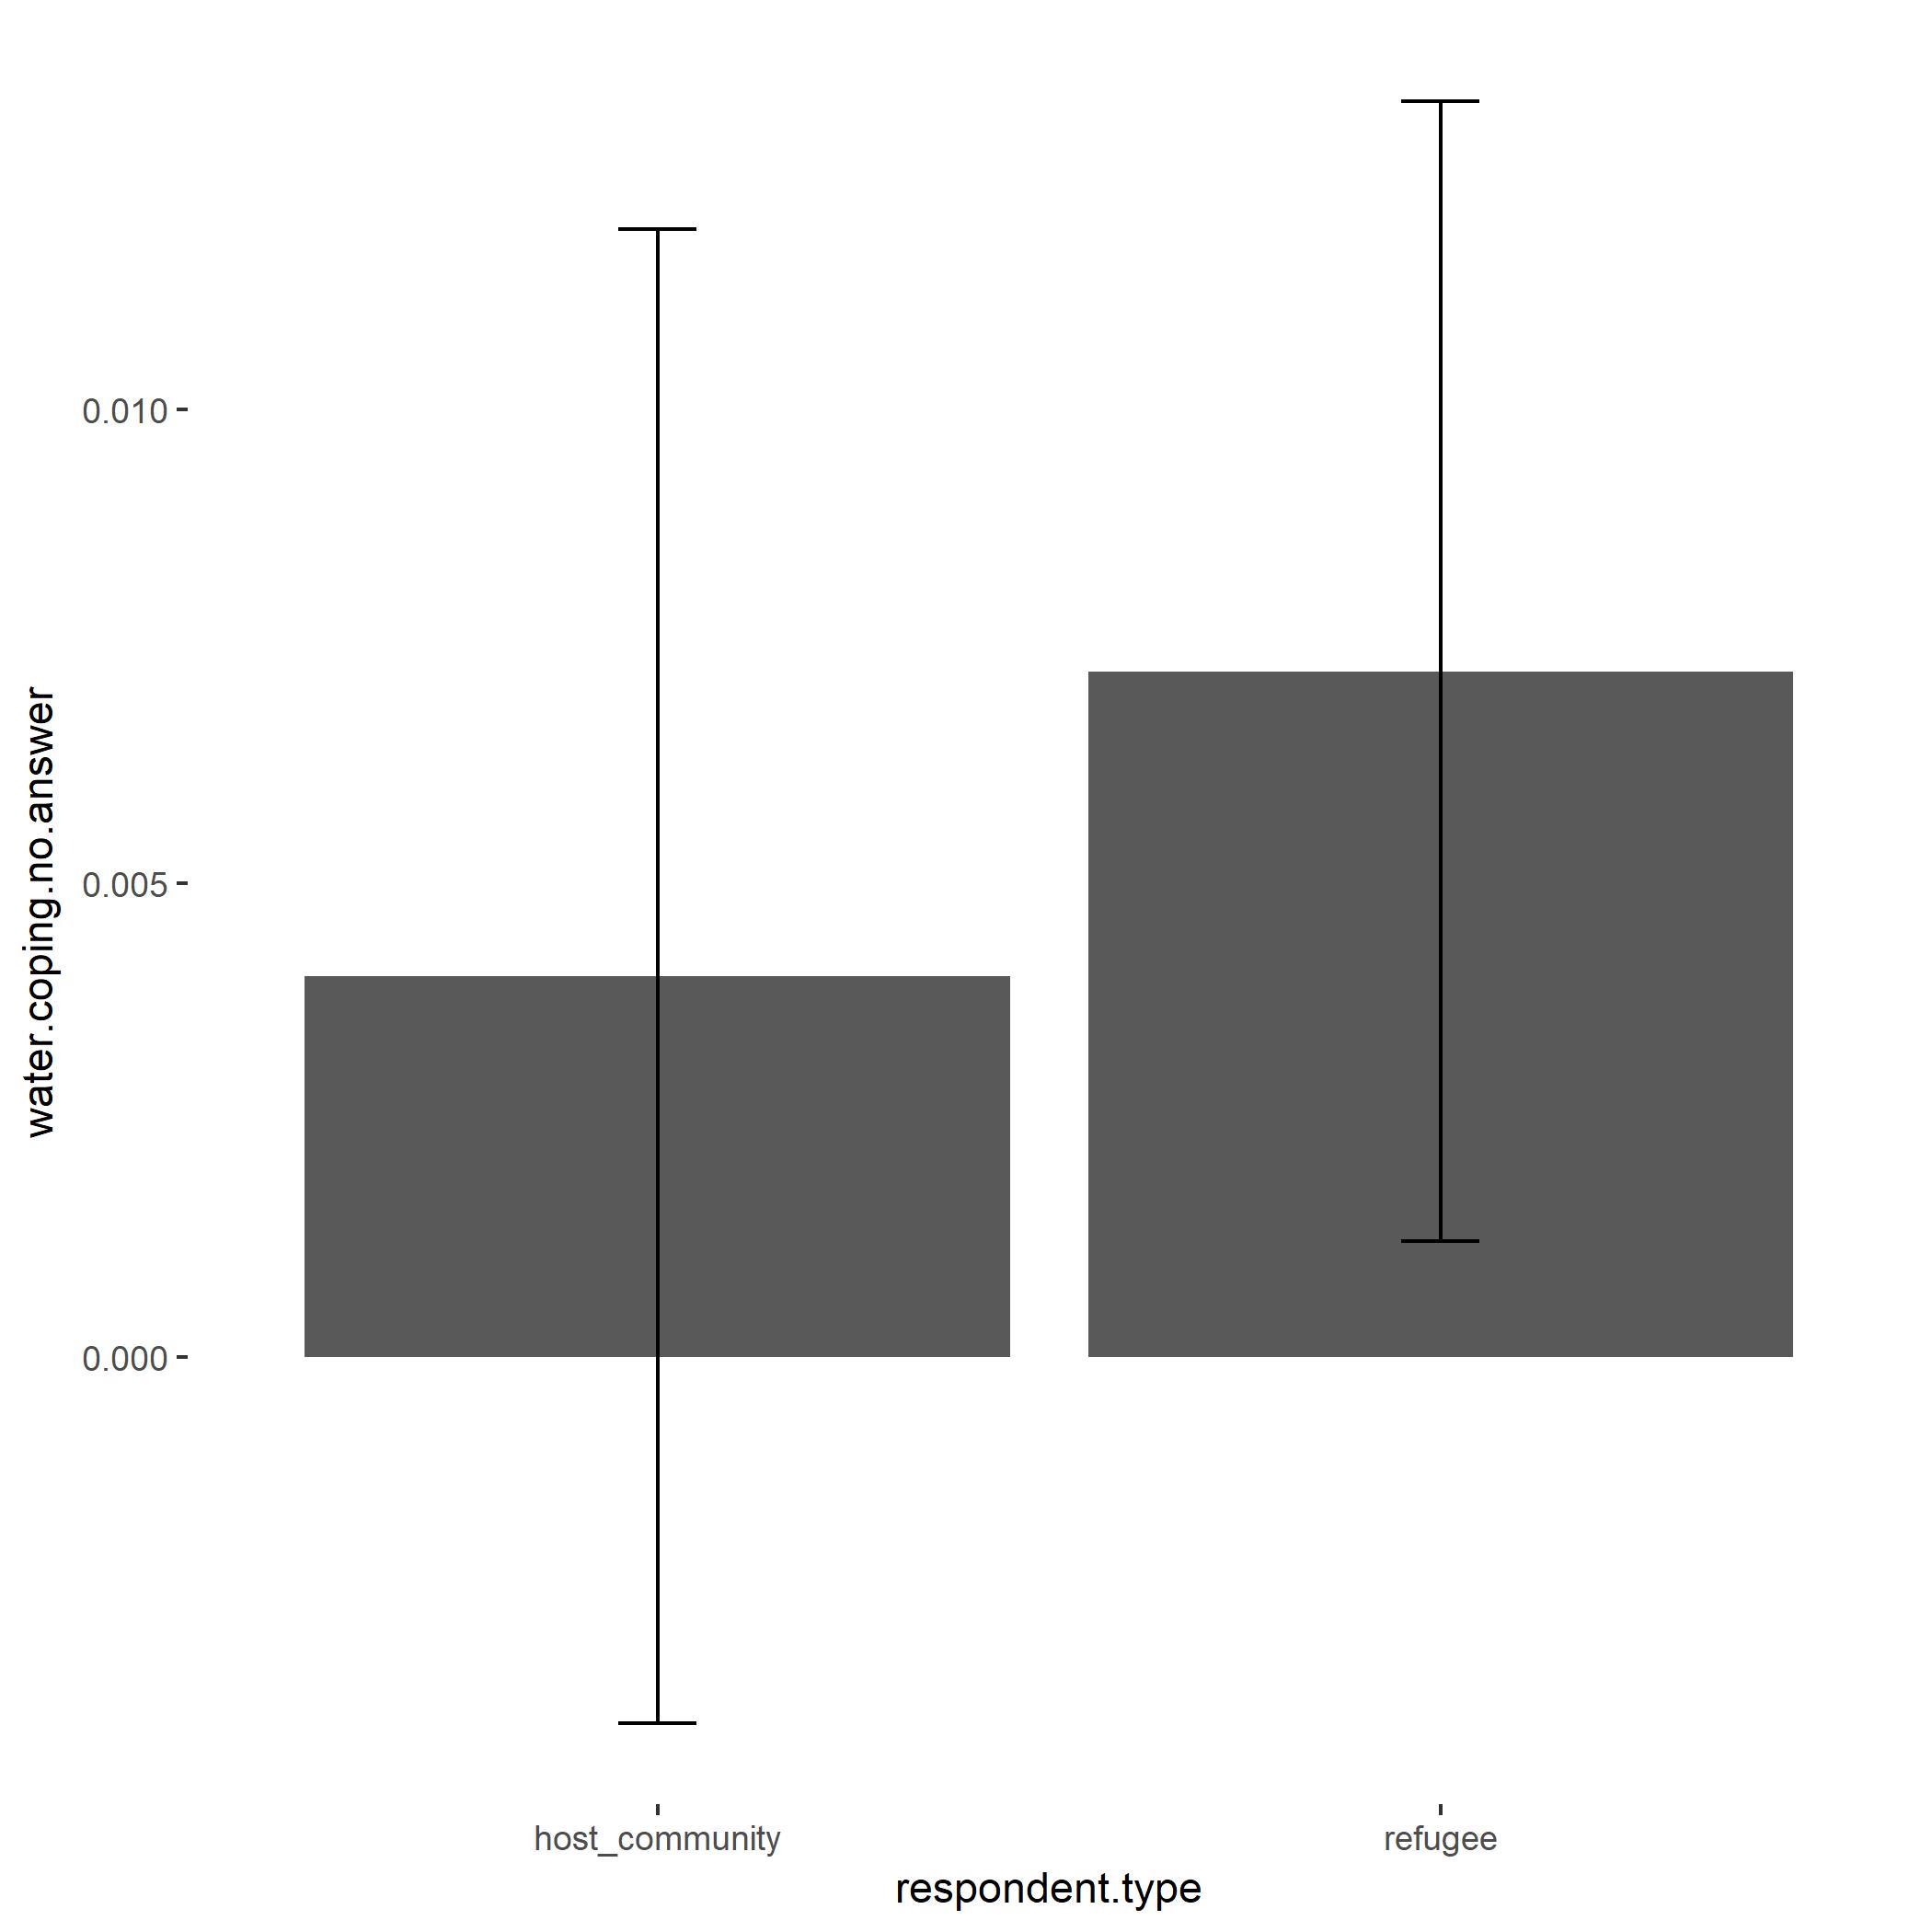 water.coping.no.answer
0.010
0.005
0.000
host_community
refugee
respondent.type